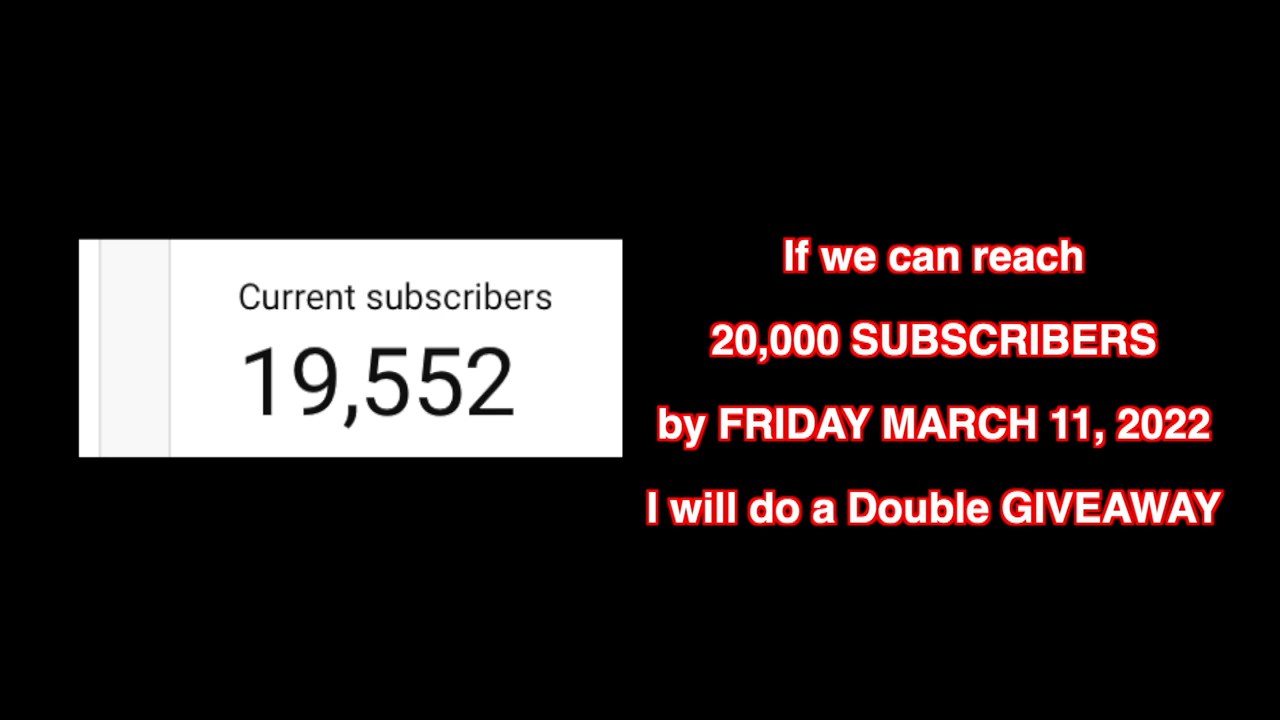 Current subscribers
19,552
If we can reach
20,000 SUBSCRIBERS
by FRIDAY MARCH 11, 2022
I will do a Double GIVEAWAY